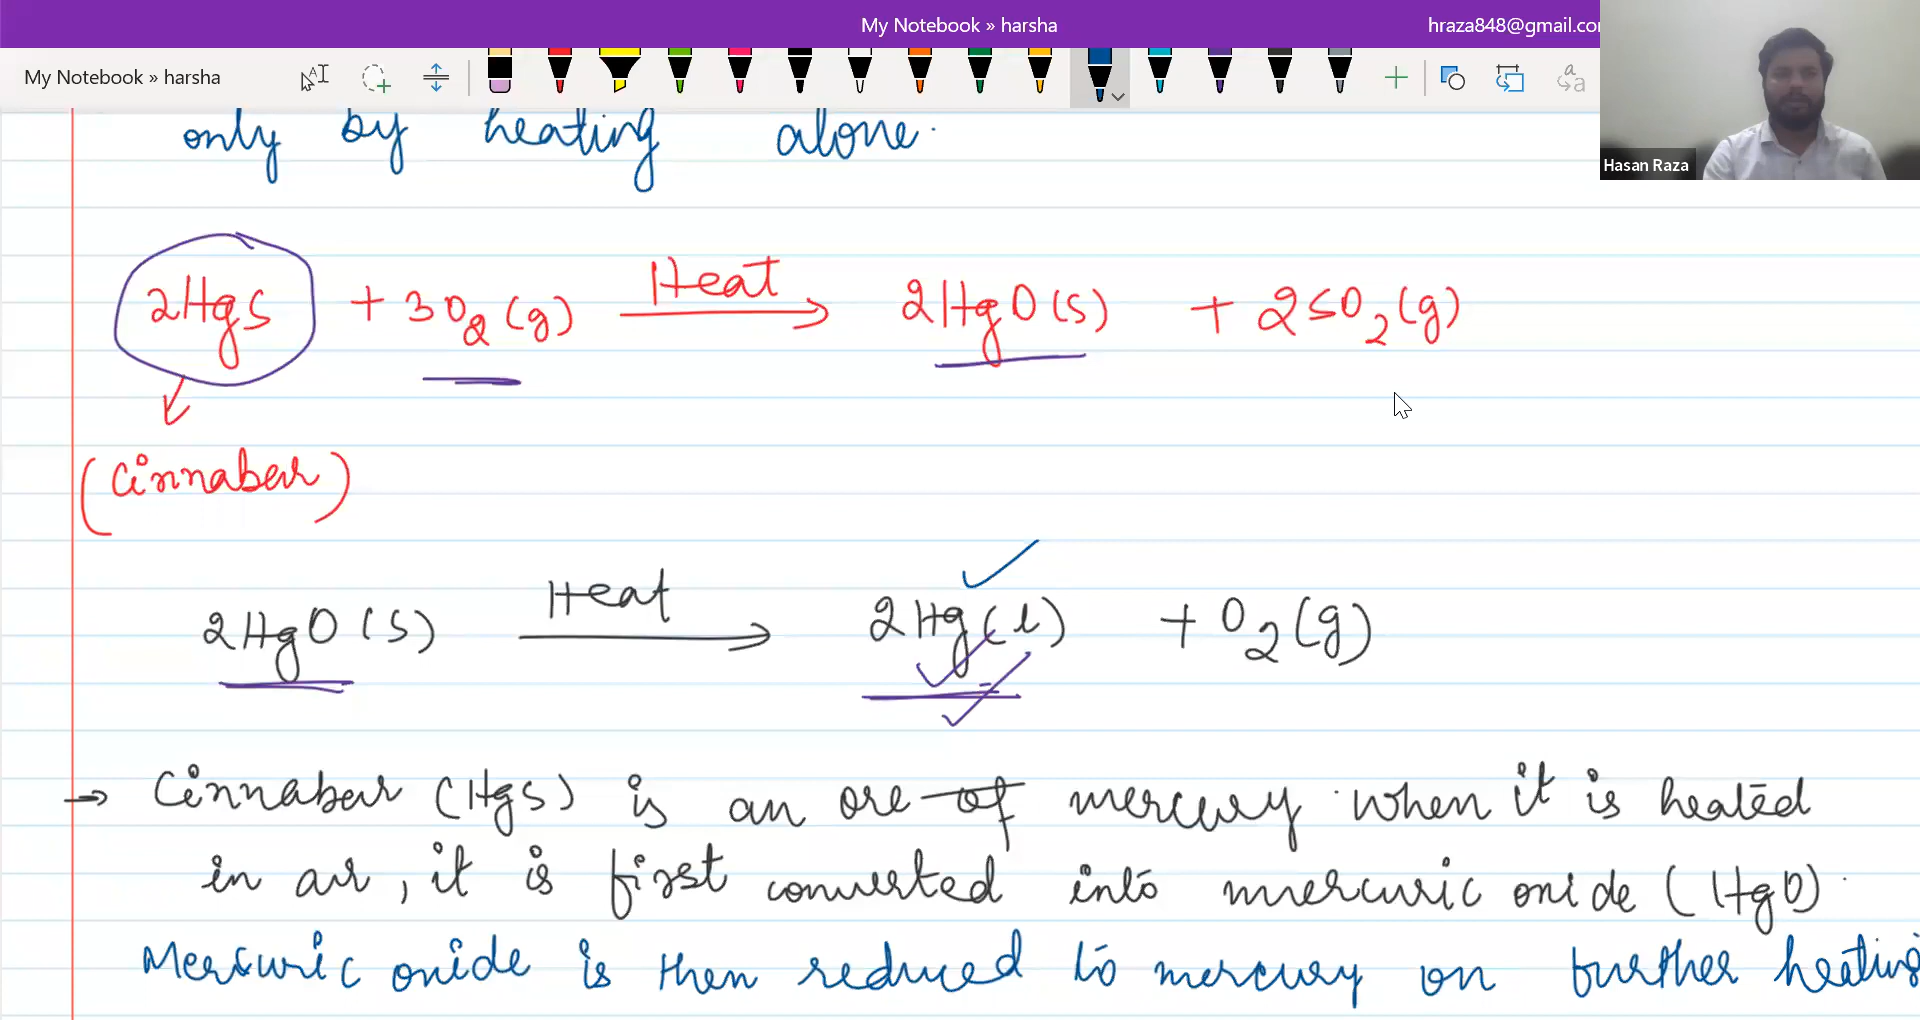 My Notebook » harsha
hraza848@gmail.co
My Notebook » harsha
Hasan Raza
only by heating alone.
2HgS + 3O₂(g) Heat → 2HgO(s) + 2SO₂(g)
(Cinnabar)
2HgO(s) Heat → 2Hg(l) + O₂(g)
→ Cinnabar (HgS) is an ore of mercury. when it is heated
in air, it is first converted into mercuric oxide (HgO).
Mercuric oxide is then reduced to mercury on further heating